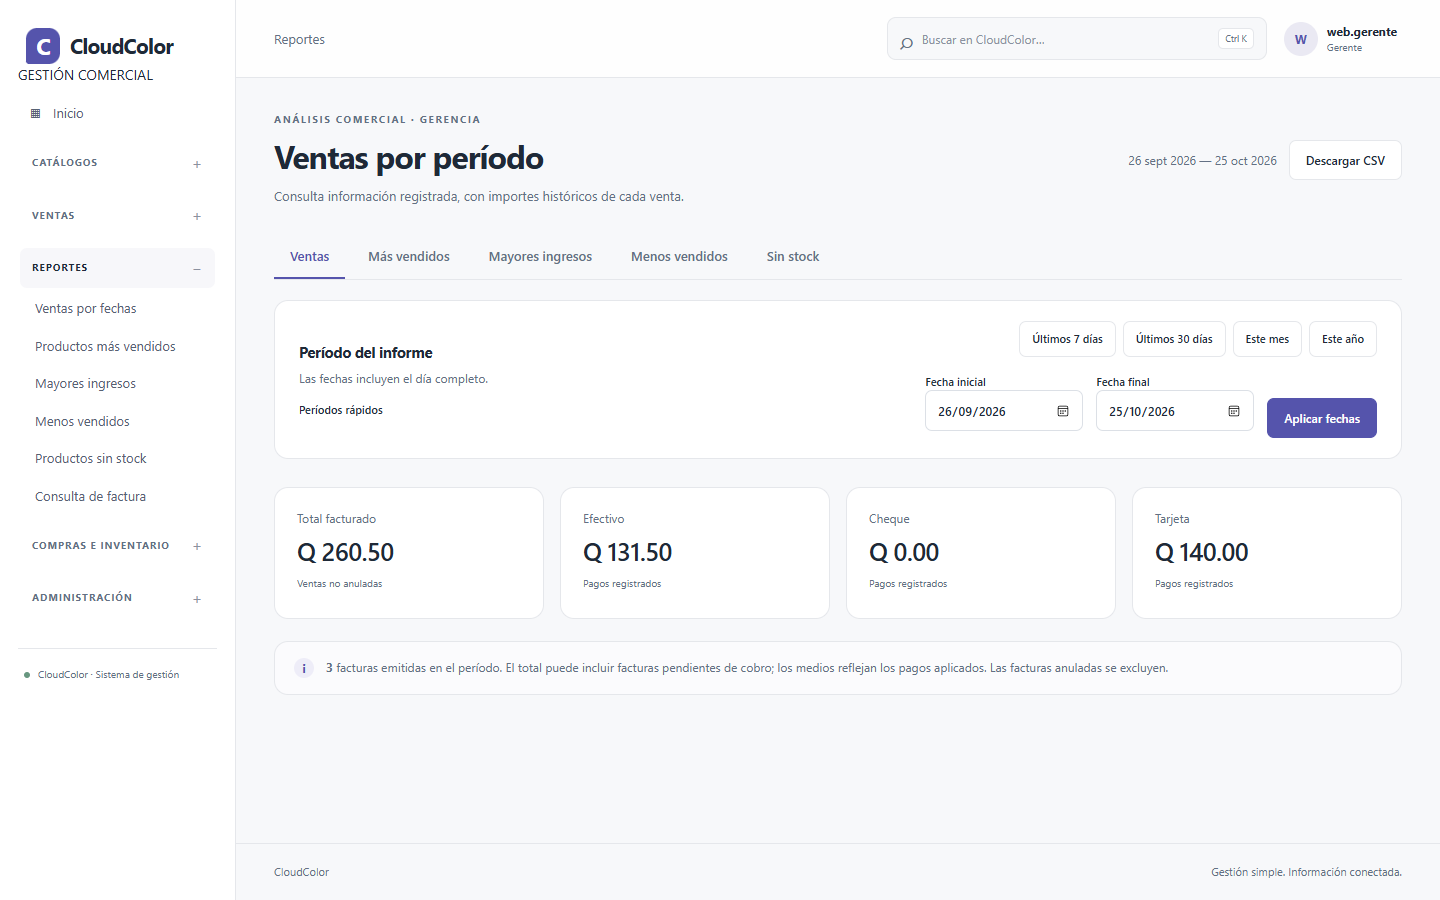 C CloudColor
GESTIÓN COMERCIAL
Inicio
CATÁLOGOS +
VENTAS +
REPORTES –
Ventas por fechas
Productos más vendidos
Mayores ingresos
Menos vendidos
Productos sin stock
Consulta de factura
COMPRAS E INVENTARIO +
ADMINISTRACIÓN +
CloudColor · Sistema de gestión
Reportes
Buscar en CloudColor...
Ctrl K
W
web.gerente
Gerente
ANÁLISIS COMERCIAL · GERENCIA
Ventas por período
Consulta información registrada, con importes históricos de cada venta.
26 sept 2026 — 25 oct 2026
Descargar CSV
Ventas Más vendidos Mayores ingresos Menos vendidos Sin stock
Período del informe
Las fechas incluyen el día completo.
Períodos rápidos
Últimos 7 días Últimos 30 días Este mes Este año
Fecha inicial
26/09/2026
Fecha final
25/10/2026
Aplicar fechas
Total facturado
Q 260.50
Ventas no anuladas
Efectivo
Q 131.50
Pagos registrados
Cheque
Q 0.00
Pagos registrados
Tarjeta
Q 140.00
Pagos registrados
i 3 facturas emitidas en el período. El total puede incluir facturas pendientes de cobro; los medios reflejan los pagos aplicados. Las facturas anuladas se excluyen.
CloudColor
Gestión simple. Información conectada.